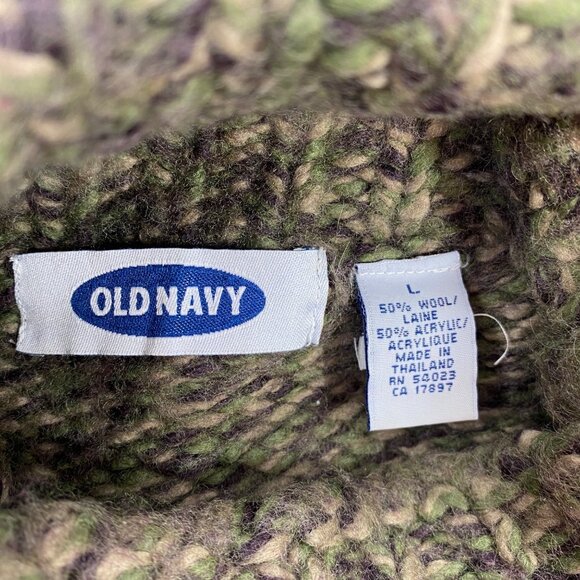 OLD NAVY
L
50% WOOL/
LAINE
50% ACRYLIC/
ACRYLIQUE
MADE IN
THAILAND
RN 54023
CA 17897